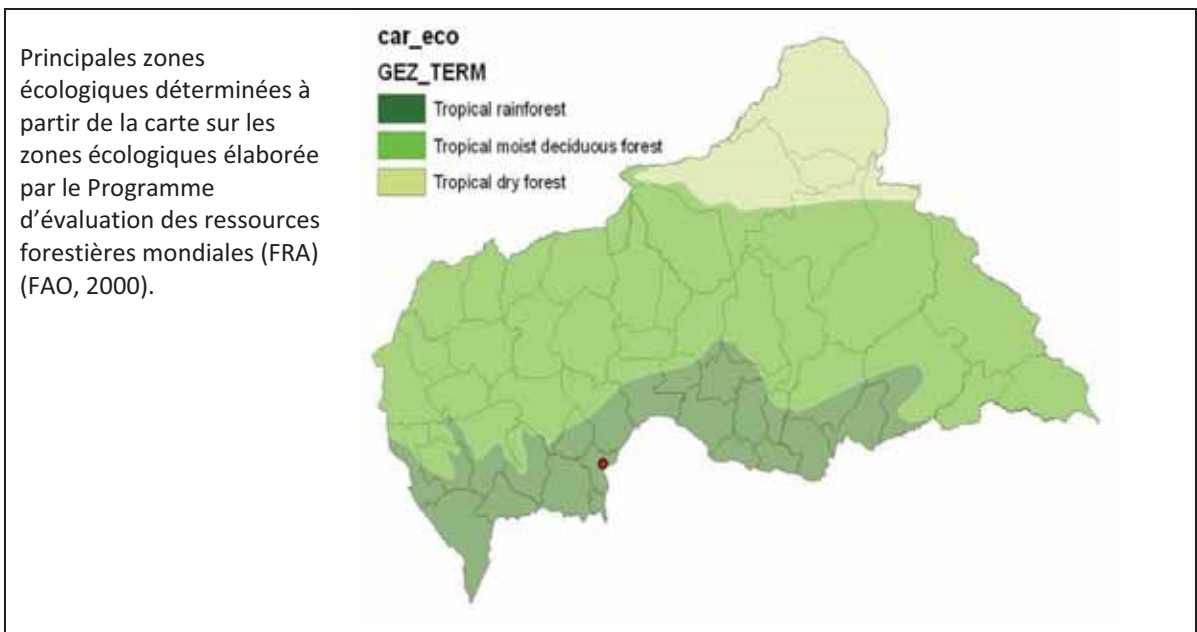 Principales zones
écologiques déterminées à
partir de la carte sur les
zones écologiques élaborée
par le Programme
d’évaluation des ressources
forestières mondiales (FRA)
(FAO, 2000).
car_eco
GEZ_TERM
Tropical rainforest
Tropical moist deciduous forest
Tropical dry forest